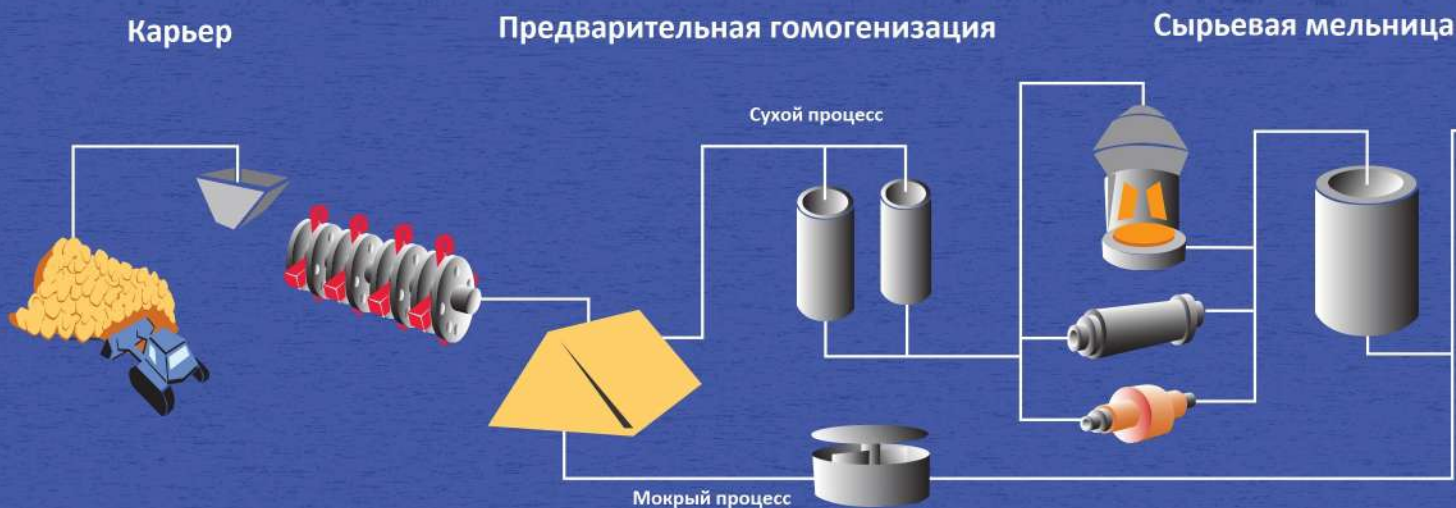 Карьер
Предварительная гомогенизация
Сырьевая мельница
Сухой процесс
Мокрый процесс